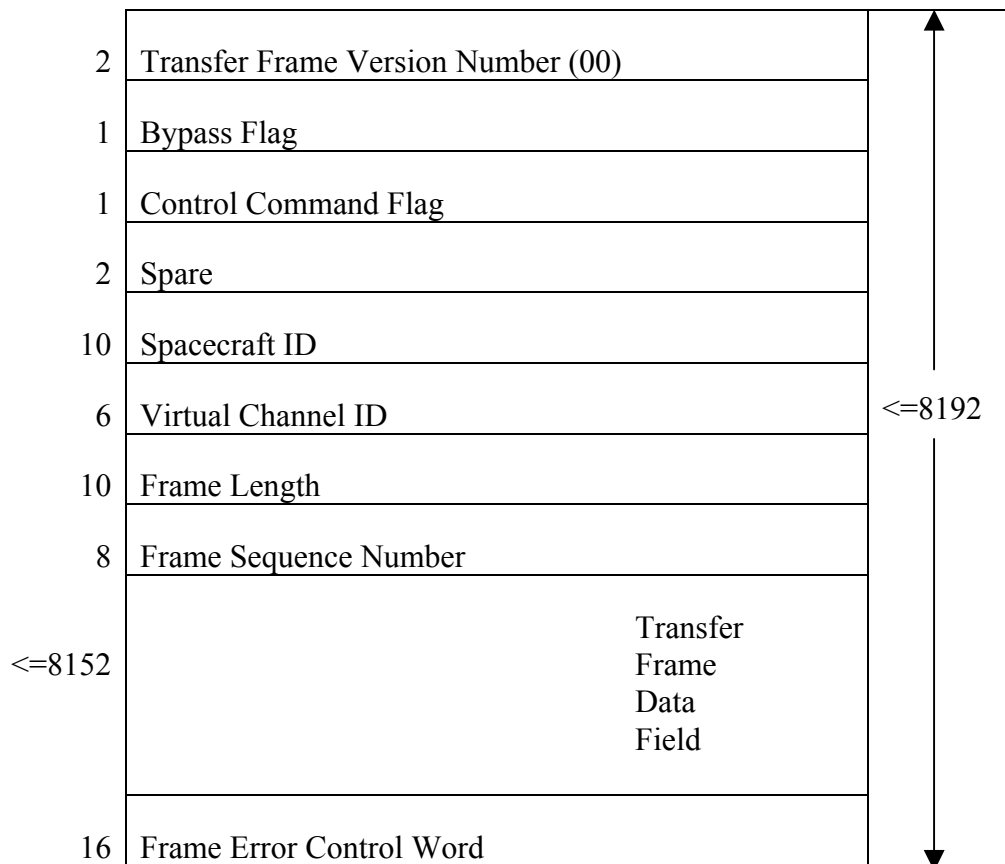 2 Transfer Frame Version Number (00)
1 Bypass Flag
1 Control Command Flag
2 Spare
10 Spacecraft ID
6 Virtual Channel ID
<=8192
10 Frame Length
8 Frame Sequence Number
Transfer
<=8152 Frame
Data
Field
16 Frame Error Control Word